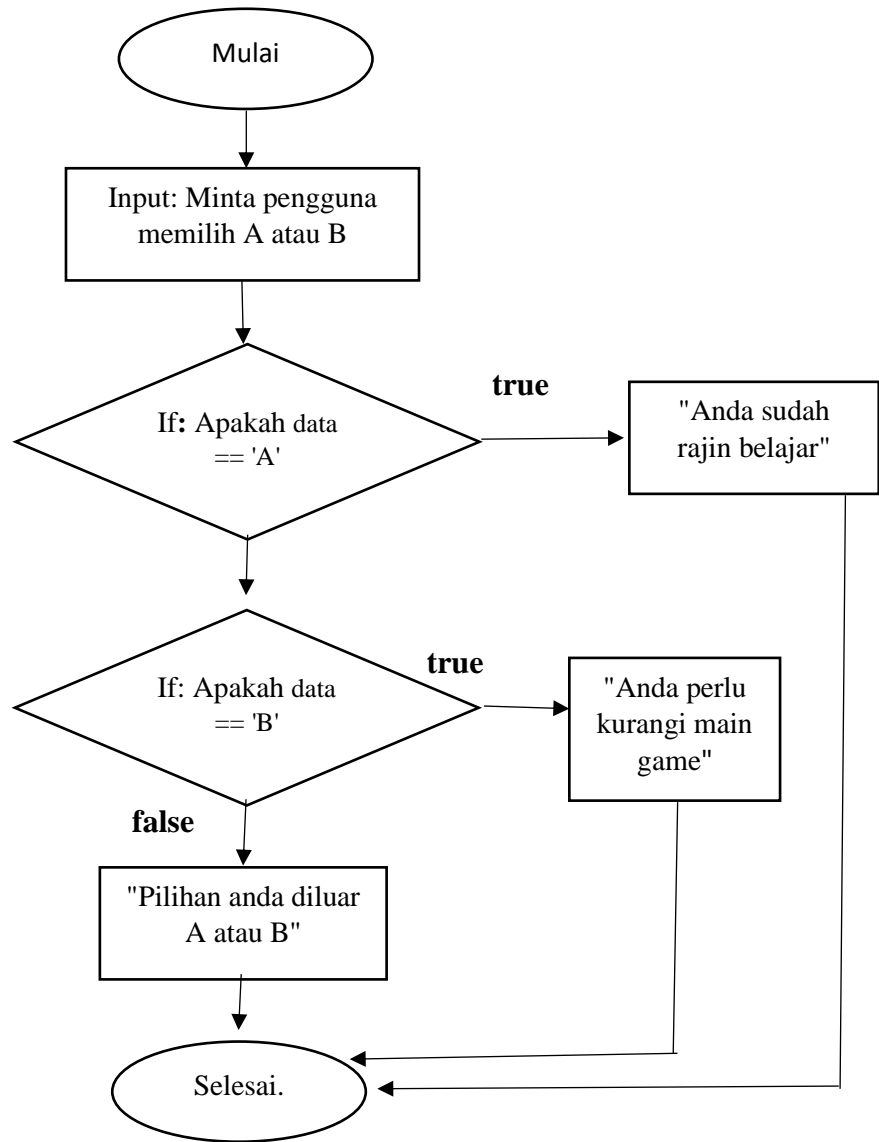 Mulai
Input: Minta pengguna
memilih A atau B
If: Apakah data
== 'A'
true
"Anda sudah
rajin belajar"
If: Apakah data
== 'B'
true
"Anda perlu
kurangi main
game"
false
"Pilihan anda diluar
A atau B"
Selesai.